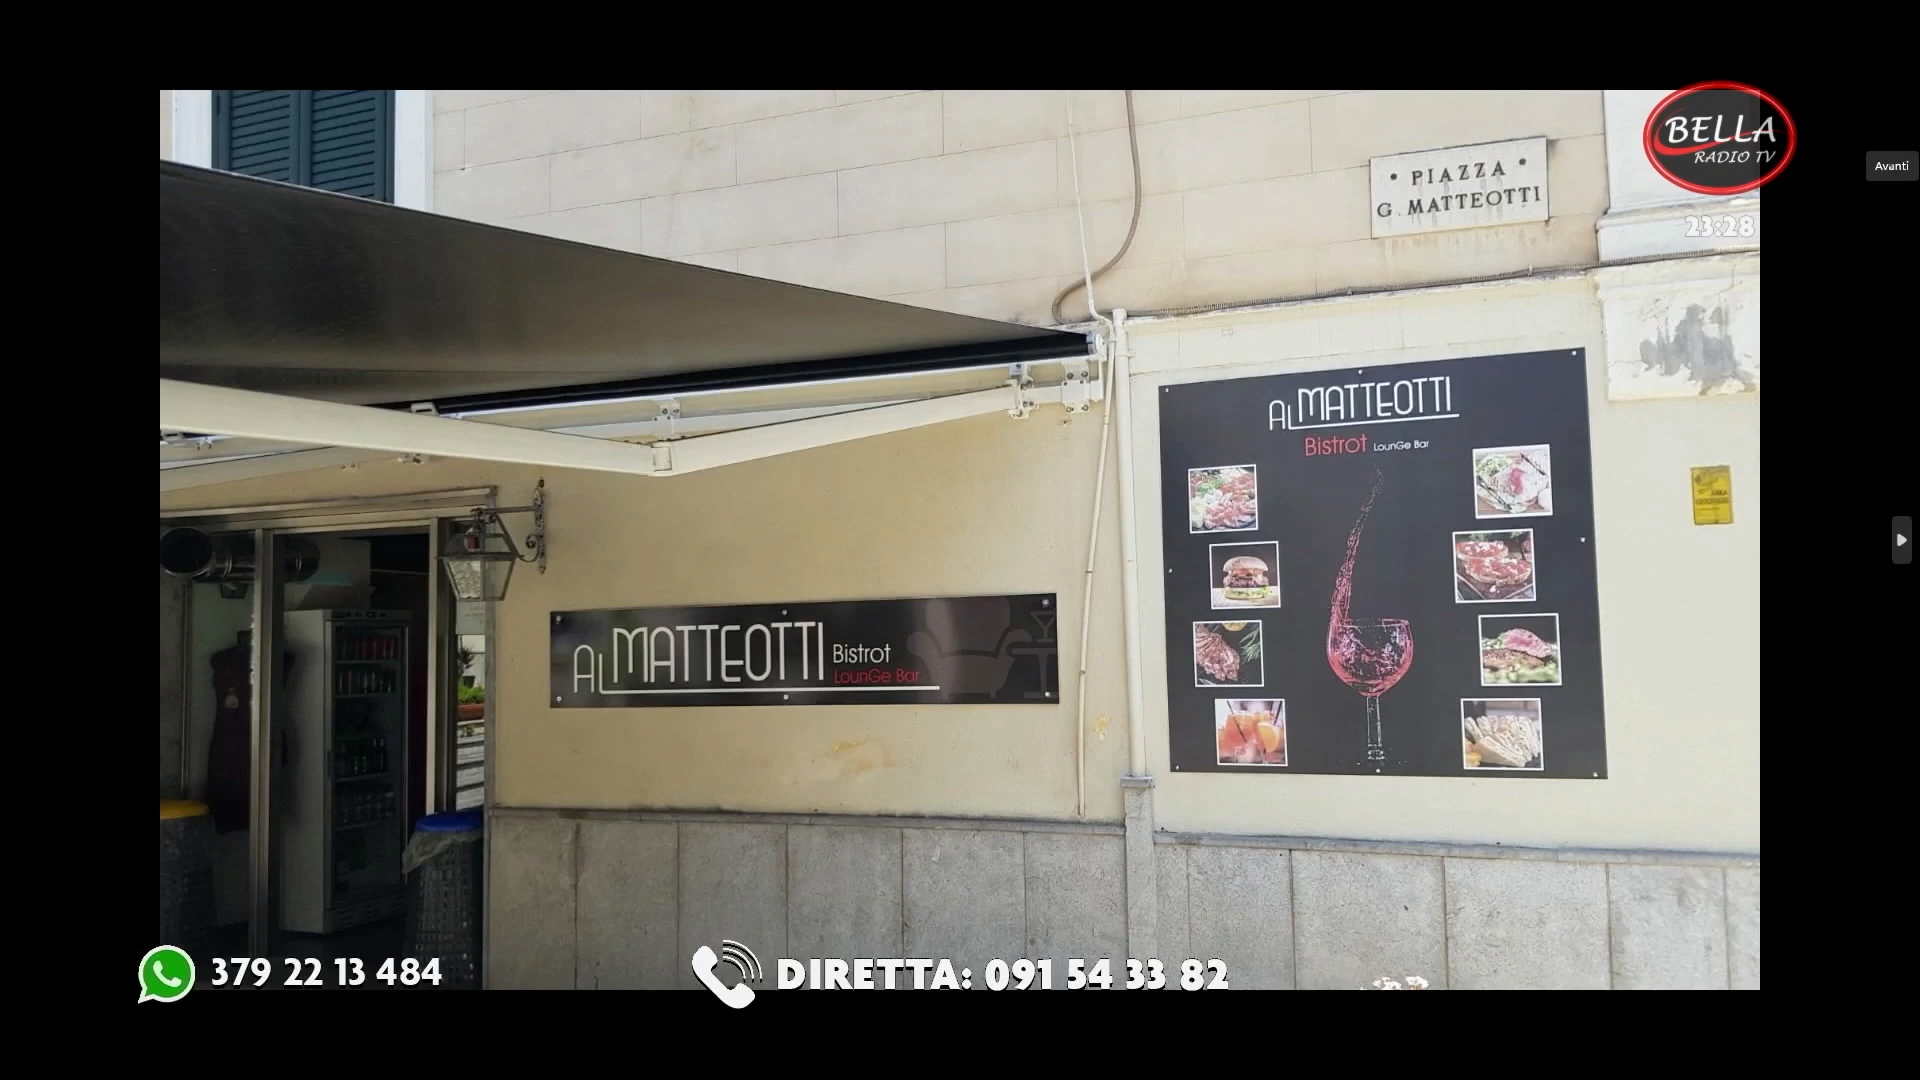 BELLA
RADIO TV
Avanti
PIAZZA
G. MATTEOTTI
23:28
AL MATTEOTTI
Bistrot LounGe Bar
AL MATTEOTTI Bistrot
LounGe Bar
379 22 13 484
DIRETTA: 091 54 33 82